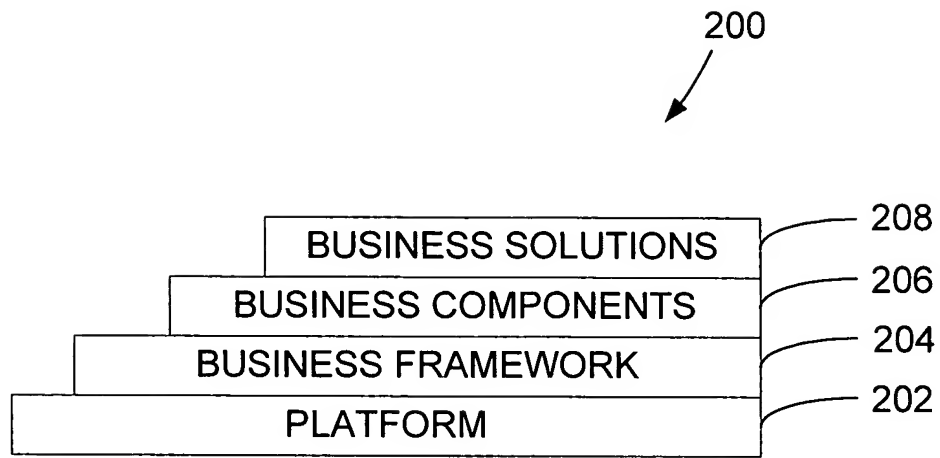 200
BUSINESS SOLUTIONS 208
BUSINESS COMPONENTS 206
BUSINESS FRAMEWORK 204
PLATFORM 202